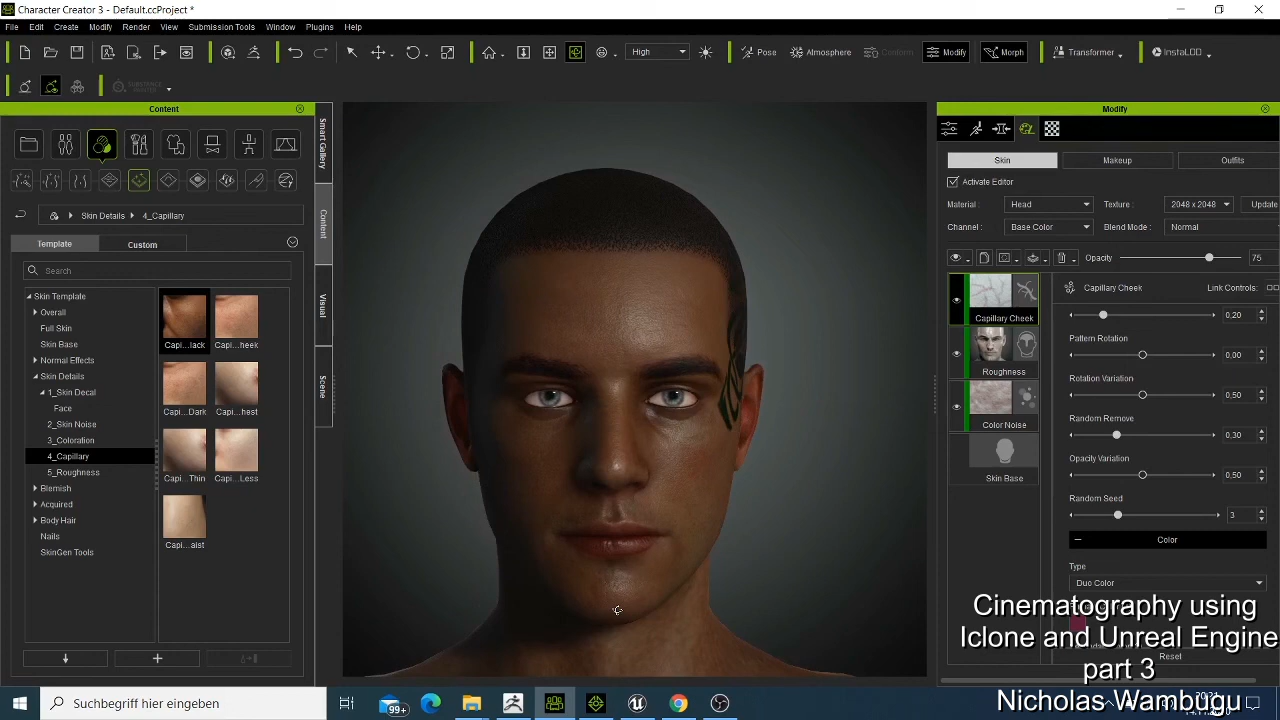 Character Creator 3 - Default.ccProject *
File Edit Create Modify Render View Submission Tools Window Plugins Help
High Pose Atmosphere Conform Modify Morph Transformer InstaLOD
SUBSTANCE PAINTER
Content
Modify
Smart Gallery
Content
Visual
Scene
Skin Details 4_Capillary
Template Custom
Search
Skin Template
Overall
Full Skin
Skin Base
Normal Effects
Skin Details
1_Skin Decal
Face
2_Skin Noise
3_Coloration
4_Capillary
5_Roughness
Blemish
Acquired
Body Hair
Nails
SkinGen Tools
Capi...lack Capi...heek
Capi...Dark Capi...hest
Capi...Thin Capi...Less
Capi...aist
Skin Makeup Outfits
Activate Editor
Material : Head Texture : 2048 x 2048 Update
Channel : Base Color Blend Mode : Normal
Opacity 75
Capillary Cheek
Roughness
Color Noise
Skin Base
Capillary Cheek Link Controls:
0,20
Pattern Rotation
0,00
Rotation Variation
0,50
Random Remove
0,30
Opacity Variation
0,50
Random Seed
3
Color
Type
Duo Color
Reset
Cinematography using
Iclone and Unreal Engine
part 3
Nicholas Wambugu
Suchbegriff hier eingeben
99+